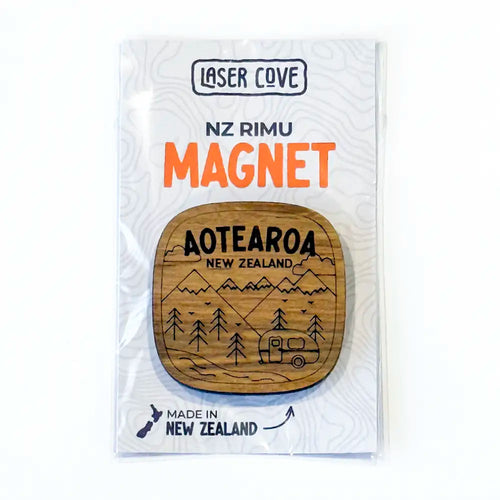 LASER COVE
NZ RIMU
MAGNET
AOTEAROA
NEW ZEALAND
MADE IN
NEW ZEALAND